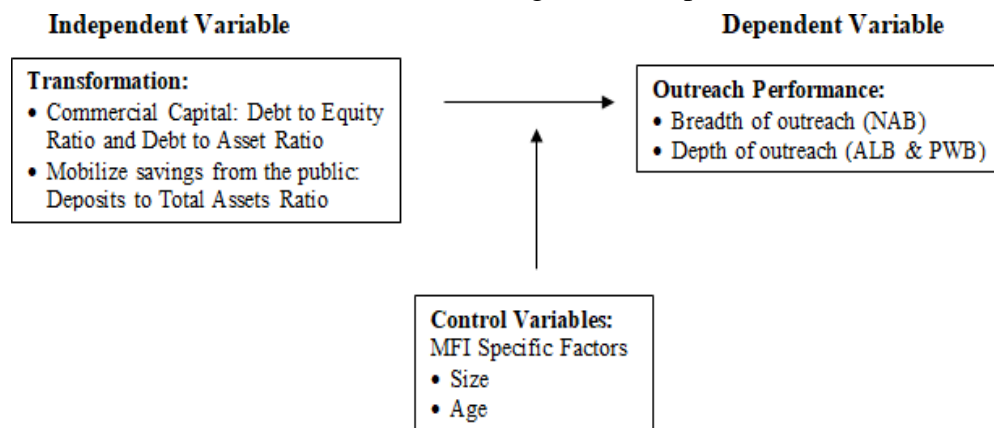 Independent Variable
Dependent Variable
Transformation:
• Commercial Capital: Debt to Equity
Ratio and Debt to Asset Ratio
• Mobilize savings from the public:
Deposits to Total Assets Ratio
Outreach Performance:
• Breadth of outreach (NAB)
• Depth of outreach (ALB & PWB)
Control Variables:
MFI Specific Factors
• Size
• Age